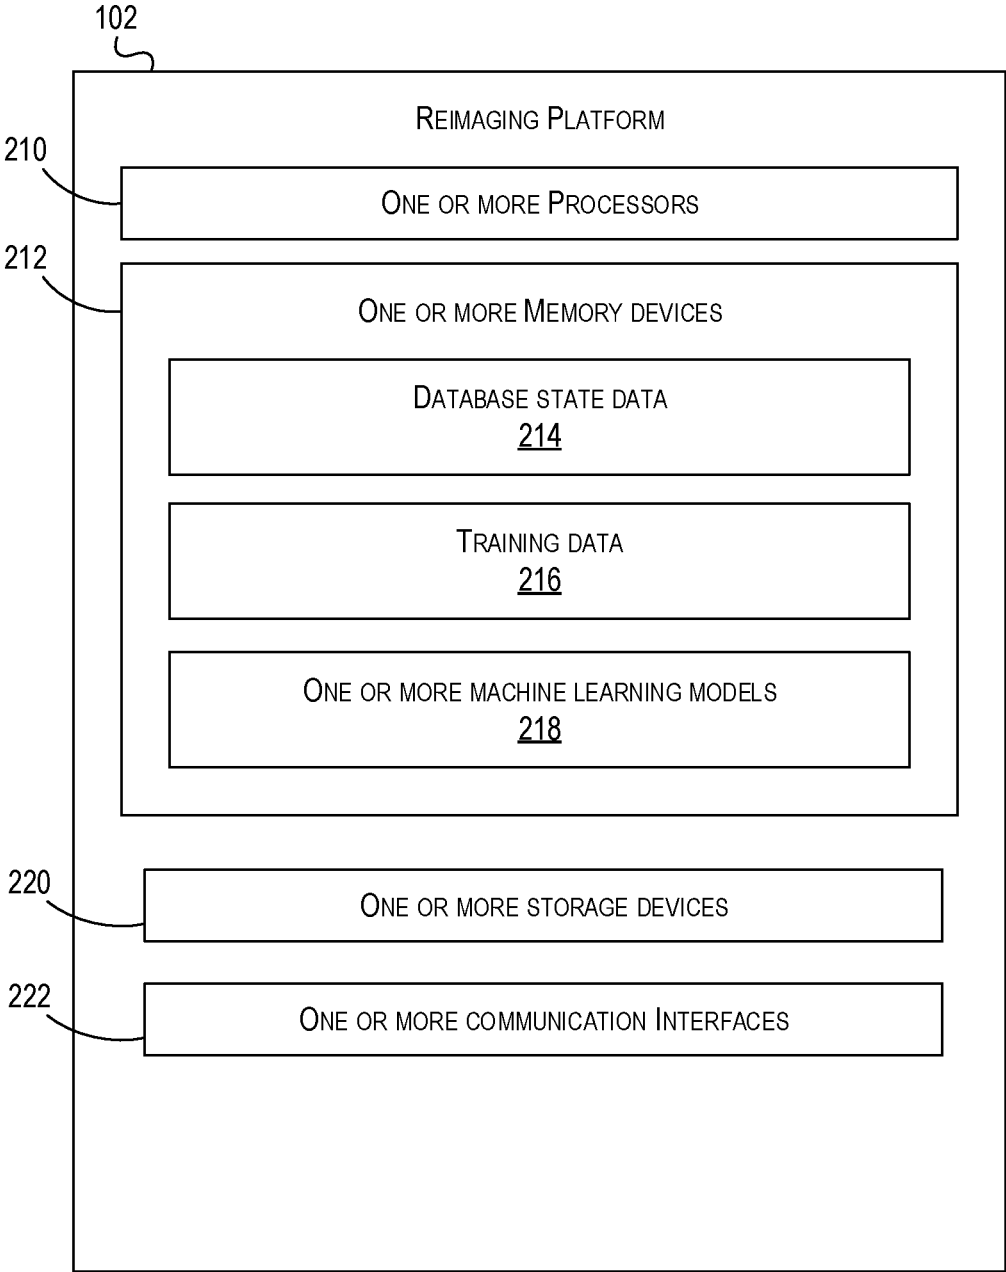 102
REIMAGING PLATFORM
210
ONE OR MORE PROCESSORS
212
ONE OR MORE MEMORY DEVICES
DATABASE STATE DATA
214
TRAINING DATA
216
ONE OR MORE MACHINE LEARNING MODELS
218
220
ONE OR MORE STORAGE DEVICES
222
ONE OR MORE COMMUNICATION INTERFACES